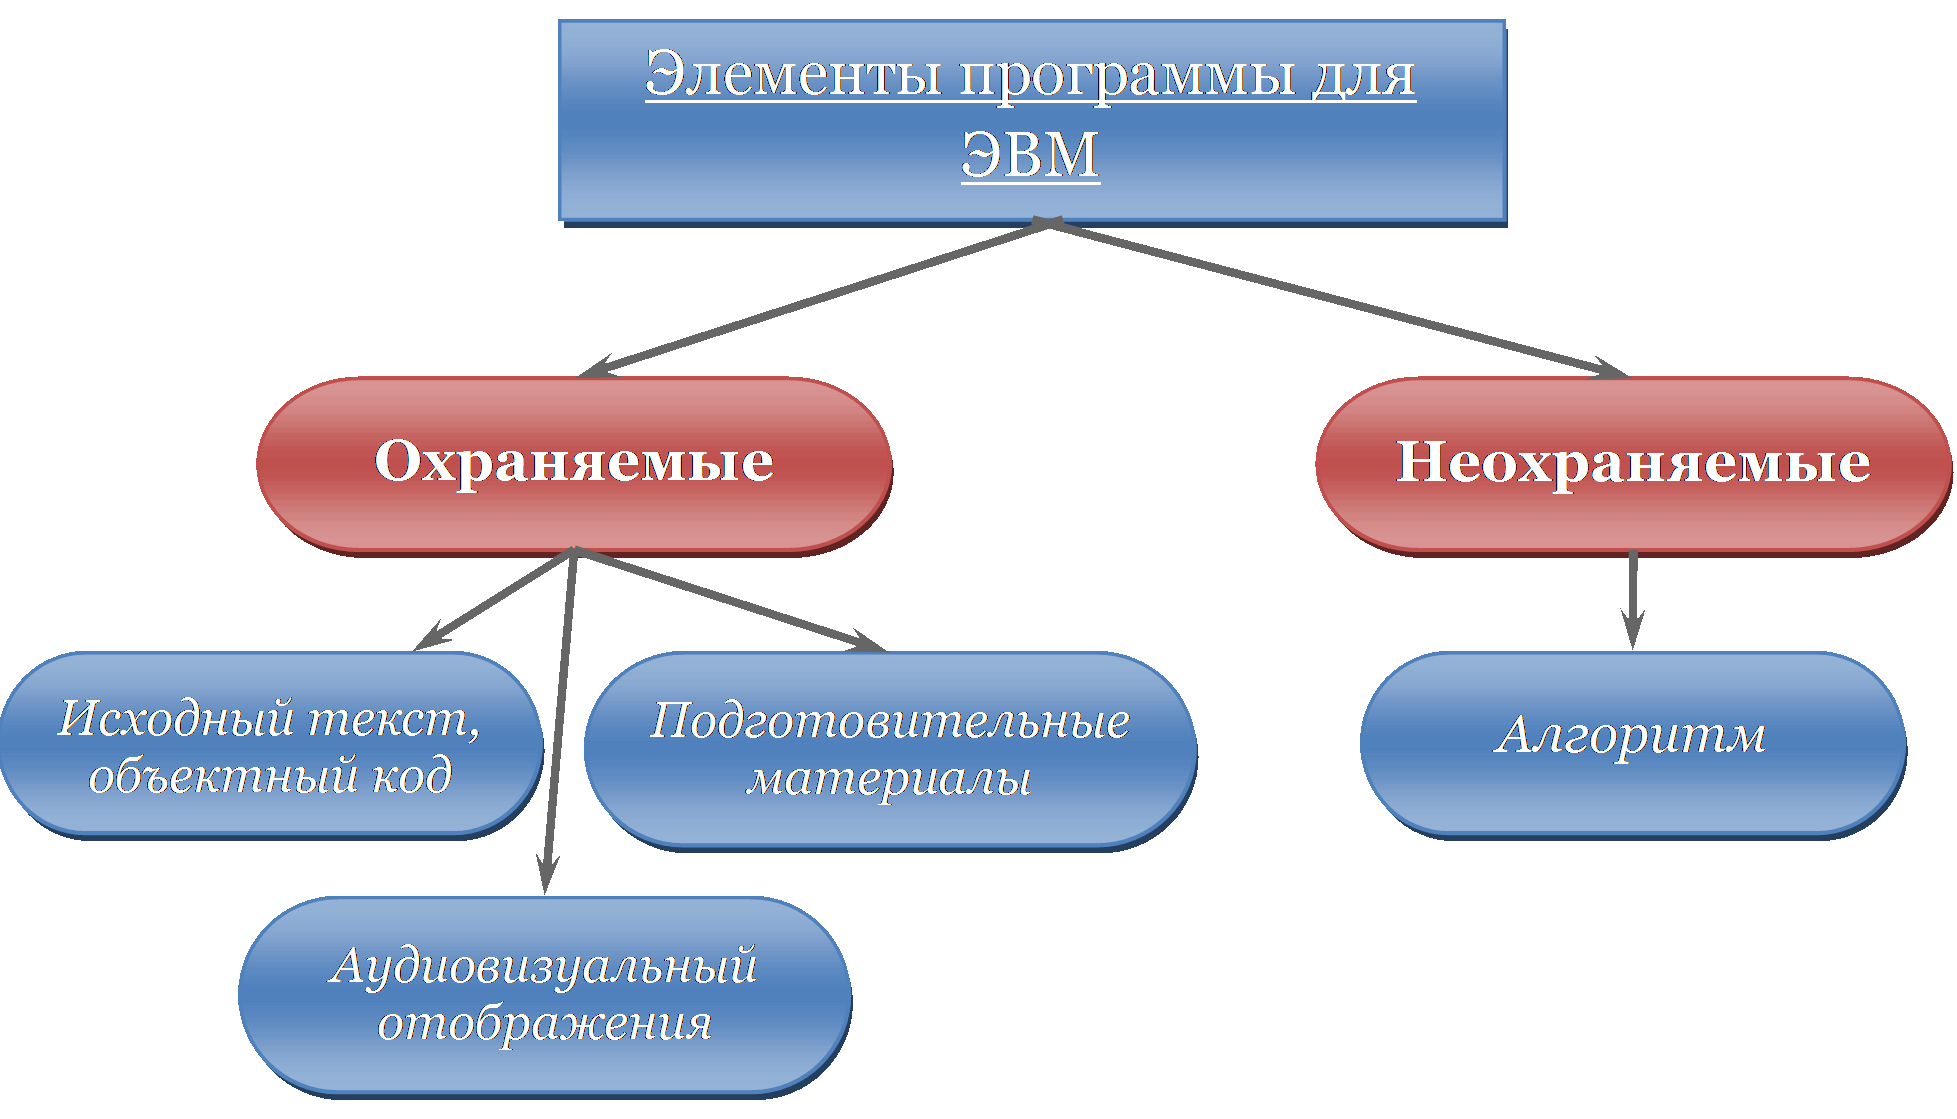 Элементы программы для
ЭВМ
Охраняемые
Неохраняемые
Исходный текст,
объектный код
Подготовительные
материалы
Алгоритм
Аудиовизуальный
отображения